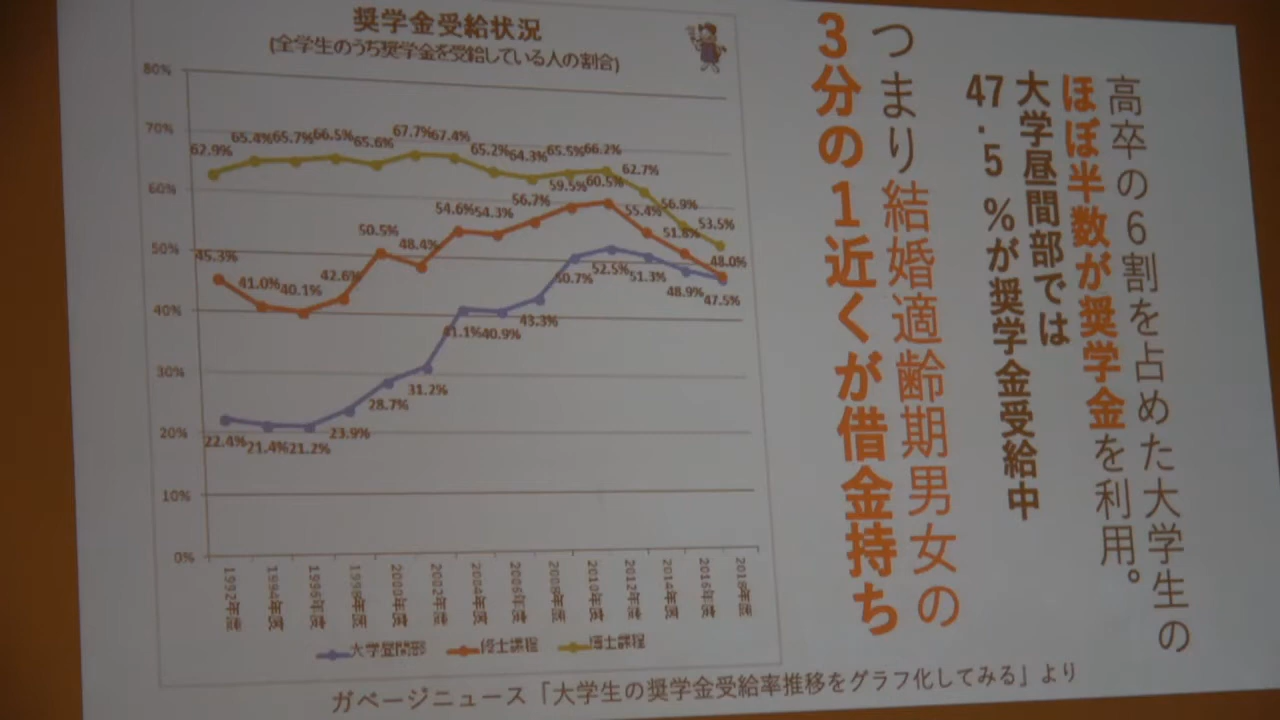 奨学金受給状況
(全学生のうち奨学金を受給している人の割合)
80%
70%
60%
50%
40%
30%
20%
10%
0%
62.9% 65.4% 65.7% 66.5% 65.6% 67.7% 67.4% 65.2% 64.3% 65.5% 66.2% 62.7% 56.9% 53.5%
45.3% 41.0% 40.1% 42.6% 50.5% 48.4% 54.6% 54.3% 56.7% 59.5% 60.5% 55.4% 51.8% 48.0%
22.4% 21.4% 21.2% 23.9% 28.7% 31.2% 41.1% 40.9% 43.3% 50.7% 52.5% 51.3% 48.9% 47.5%
1992年度 1994年度 1996年度 1998年度 2000年度 2002年度 2004年度 2006年度 2008年度 2010年度 2012年度 2014年度 2016年度 2018年度
大学昼間部 修士課程 博士課程
高卒の6割を占めた大学生の
ほぼ半数が奨学金を利用。
大学昼間部では
47.5%が奨学金受給中
つまり結婚適齢期男女の
3分の1近くが借金持ち
ガベージニュース「大学生の奨学金受給率推移をグラフ化してみる」より